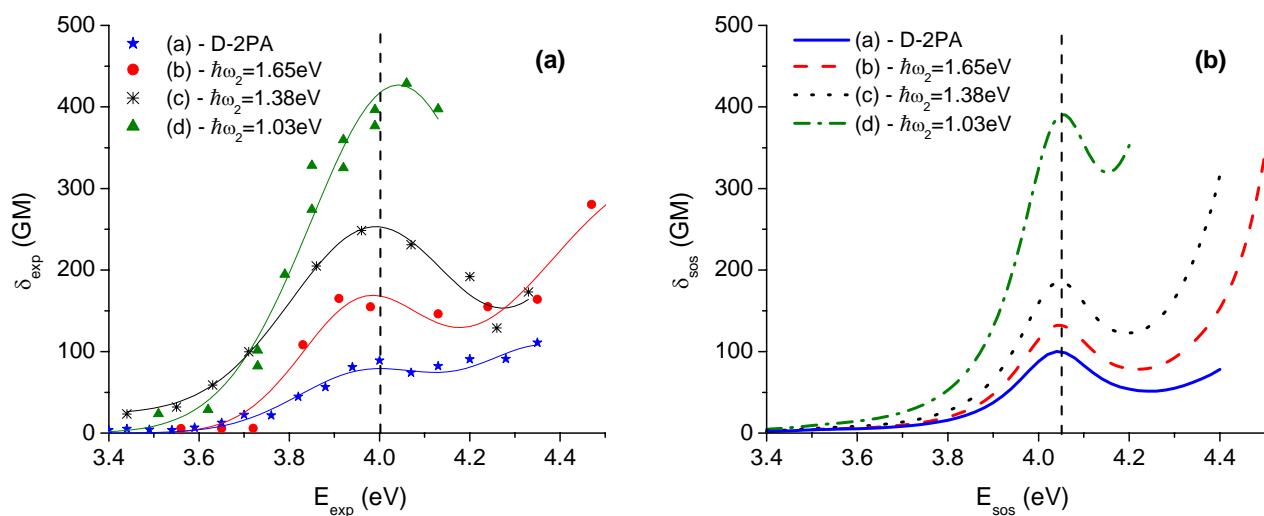 500
400
300
200
100
0
δexp (GM)
(a) - D-2PA
(b) - ℏω2=1.65eV
(c) - ℏω2=1.38eV
(d) - ℏω2=1.03eV
(a)
3.4 3.6 3.8 4.0 4.2 4.4
Eexp (eV)
500
400
300
200
100
0
δsos (GM)
(a) - D-2PA
(b) - ℏω2=1.65eV
(c) - ℏω2=1.38eV
(d) - ℏω2=1.03eV
(b)
3.4 3.6 3.8 4.0 4.2 4.4
Esos (eV)